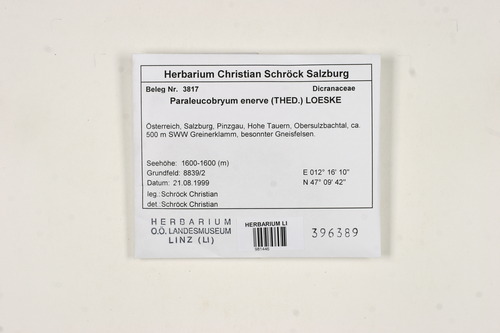 Herbarium Christian Schröck Salzburg
Beleg Nr. 3817 Dicranaceae
Paraleucobryum enerve (THED.) LOESKE
Österreich, Salzburg, Pinzgau, Hohe Tauern, Obersulzbachtal, ca.
500 m SWW Greinerklamm, besonnter Gneisfelsen.
Seehöhe: 1600-1600 (m)
Grundfeld: 8839/2 E 012° 16' 10"
Datum: 21.08.1999 N 47° 09' 42"
leg. Schröck Christian
det. Schröck Christian
HERBARIUM
O.Ö. LANDESMUSEUM
LINZ (LI)
HERBARIUM LI
981446
396389